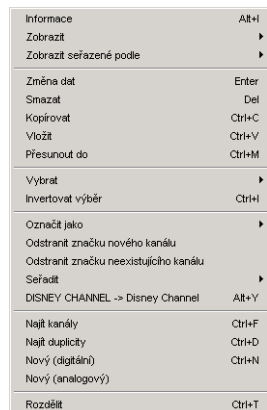 Informace Alt+I
Zobrazit
Zobrazit seřazené podle
Změna dat Enter
Smazat Del
Kopírovat Ctrl+C
Vložit Ctrl+V
Přesunout do Ctrl+M
Vybrat
Invertovat výběr Ctrl+I
Označit jako
Odstranit značku nového kanálu
Odstranit značku neexistujícího kanálu
Seřadit
DISNEY CHANNEL -> Disney Channel Alt+Y
Najít kanály Ctrl+F
Najít duplicity Ctrl+D
Nový (digitální) Ctrl+N
Nový (analogový)
Rozdělit Ctrl+T